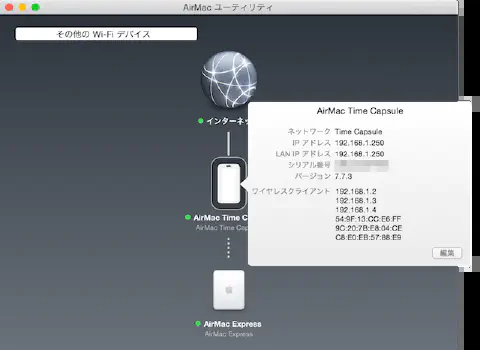 AirMac ユーティリティ
その他の Wi-Fi デバイス
インターネッ
AirMac Time Capsule
ネットワーク Time Capsule
IP アドレス 192.168.1.250
LAN IP アドレス 192.168.1.250
シリアル番号
バージョン 7.7.3
ワイヤレスクライアント 192.168.1.2
192.168.1.3
192.168.1.4
54:9F:13:CC:E6:FF
9C:20:7B:E8:04:CE
C8:E0:EB:57:88:E9
編集
AirMac Time C
AirMac Time Cap
AirMac Express
AirMac Express